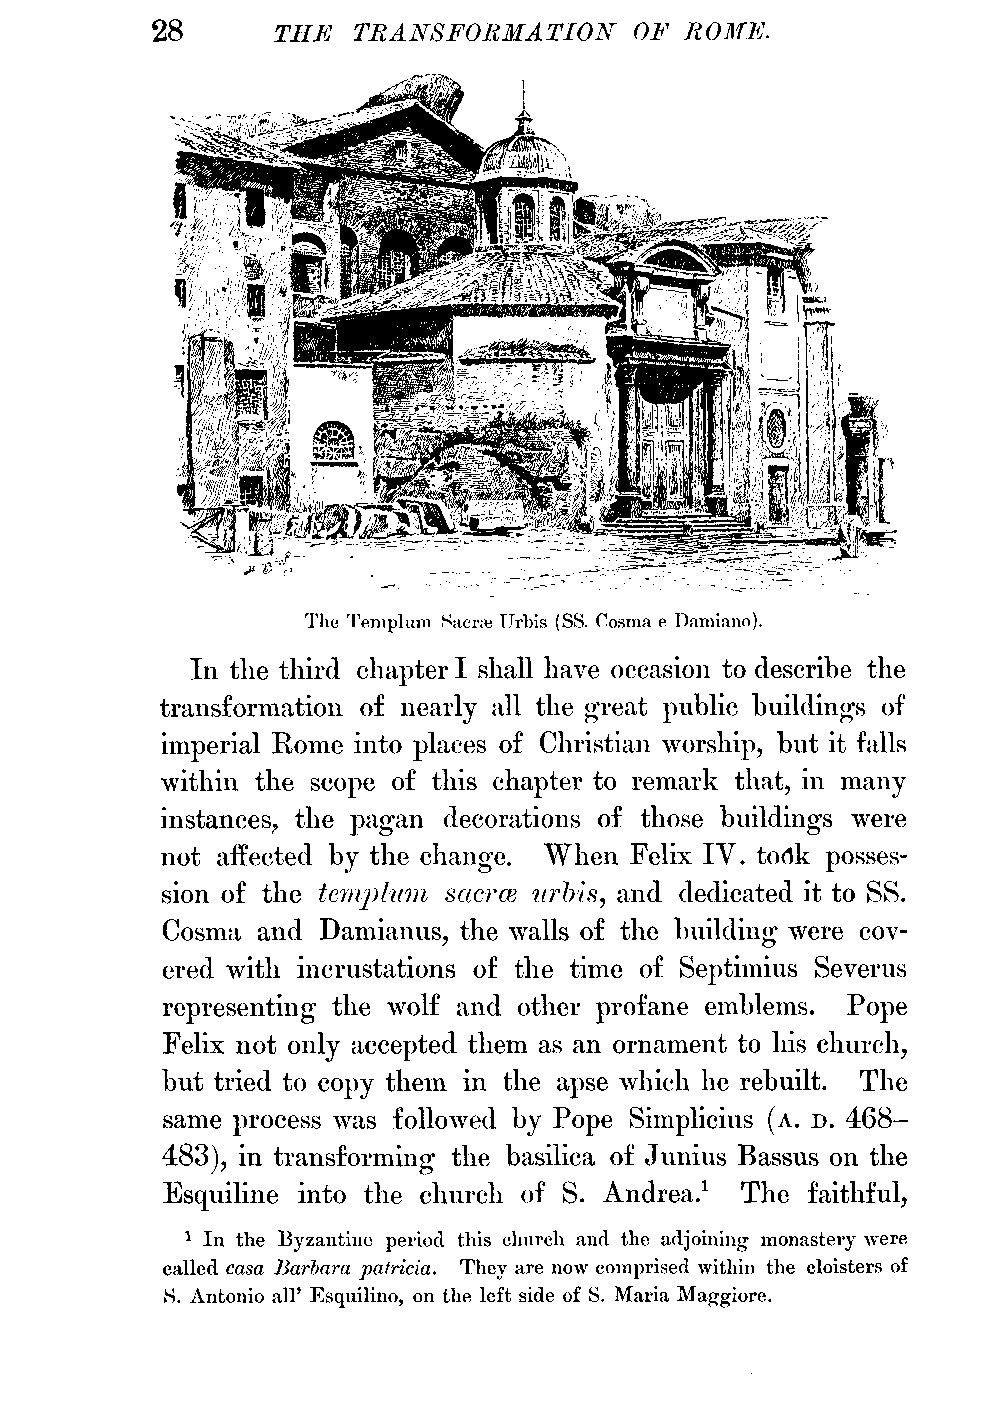 28 THE TRANSFORMATION OF ROME.
The Templum Sacræ Urbis (SS. Cosma e Damiano).
In the third chapter I shall have occasion to describe the
transformation of nearly all the great public buildings of
imperial Rome into places of Christian worship, but it falls
within the scope of this chapter to remark that, in many
instances, the pagan decorations of those buildings were
not affected by the change. When Felix IV. took posses-
sion of the templum sacræ urbis, and dedicated it to SS.
Cosma and Damianus, the walls of the building were cov-
ered with incrustations of the time of Septimius Severus
representing the wolf and other profane emblems. Pope
Felix not only accepted them as an ornament to his church,
but tried to copy them in the apse which he rebuilt. The
same process was followed by Pope Simplicius (A. D. 468–
483), in transforming the basilica of Junius Bassus on the
Esquiline into the church of S. Andrea.¹ The faithful,
¹ In the Byzantine period this church and the adjoining monastery were
called casa Barbara patricia. They are now comprised within the cloisters of
S. Antonio all' Esquilino, on the left side of S. Maria Maggiore.